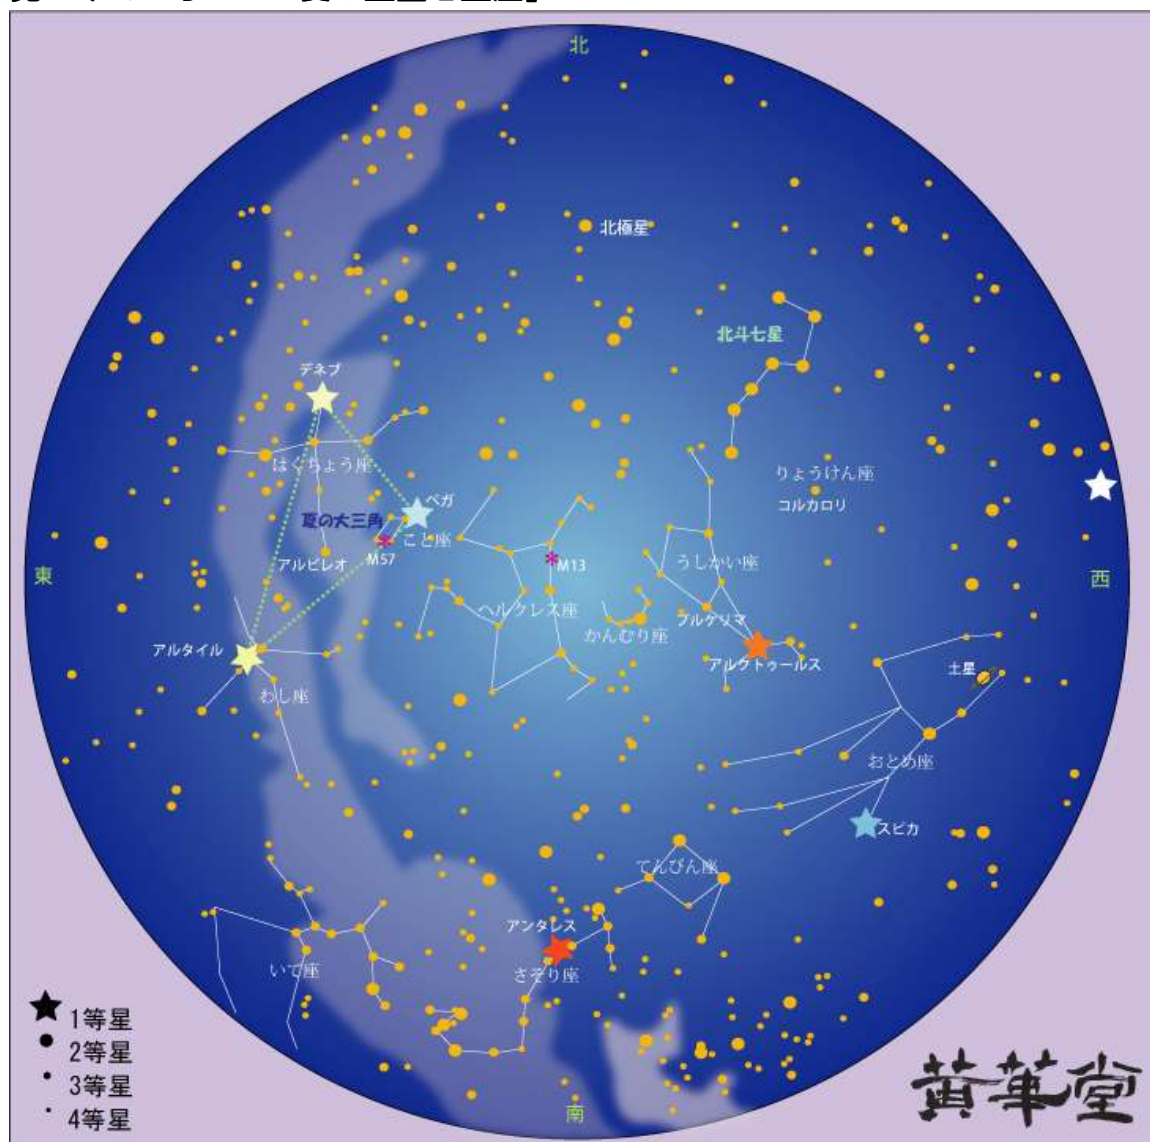 北
北極星
北斗七星
デネブ
はくちょう座
りょうけん座
コルカロリ
ベガ
夏の大三角
こと座
M57
アルビレオ
M13
うしかい座
東
西
ヘルクレス座
プルケリマ
かんむり座
アルタイル
アルクトゥールス
土星
わし座
おとめ座
スピカ
てんびん座
アンタレス
いて座
さそり座
1等星
2等星
3等星
4等星
南
黄華堂